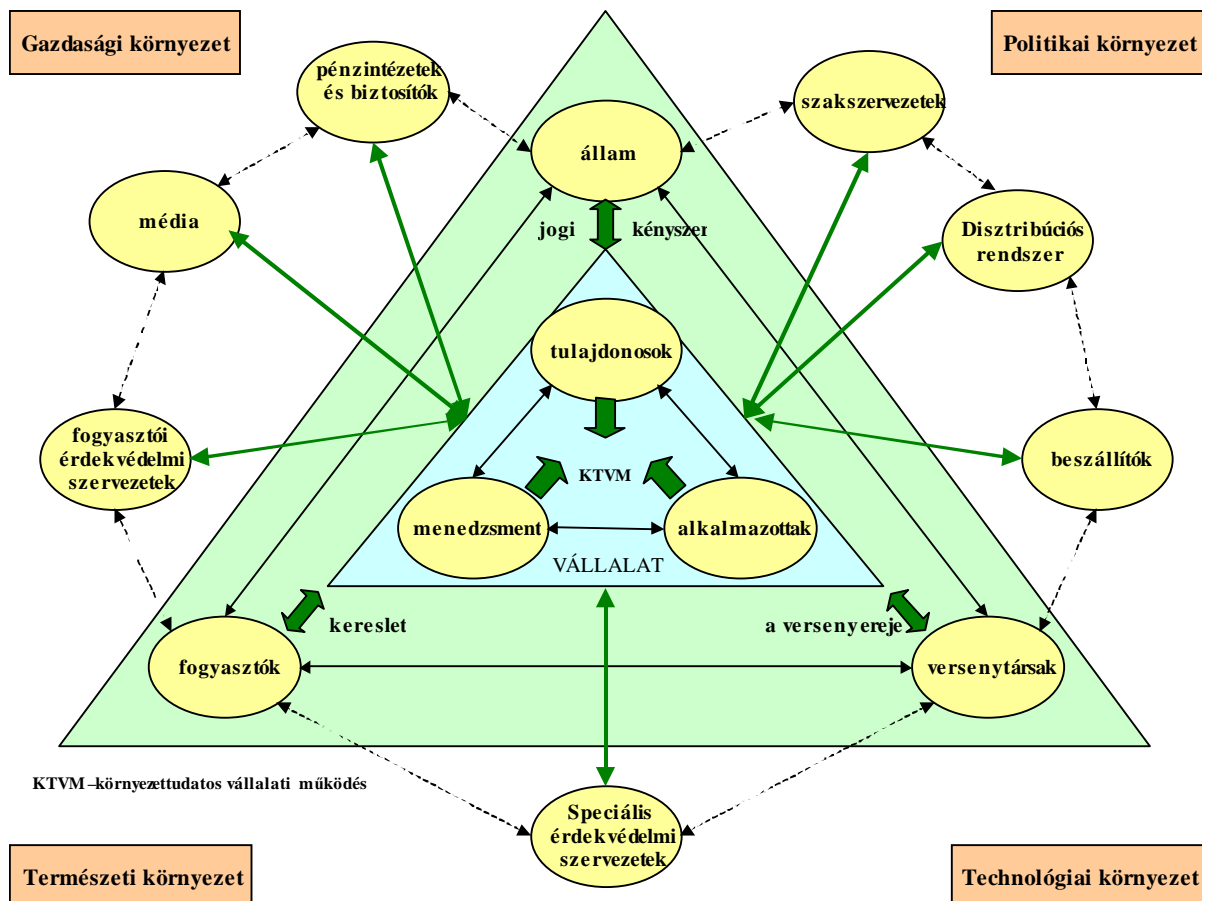 Gazdasági környezet
Politikai környezet
pénzintézetek
és biztosítók
szakszervezetek
állam
média
jogi kényszer
Disztribúciós
rendszer
tulajdonosok
fogyasztói
érdekvédelmi
szervezetek
beszállítók
KTVM
menedzsment
alkalmazottak
VÁLLALAT
kereslet
a versenyereje
fogyasztók
versenytársak
KTVM –környezettudatos vállalati működés
Speciális
érdekvédelmi
szervezetek
Természeti környezet
Technológiai környezet